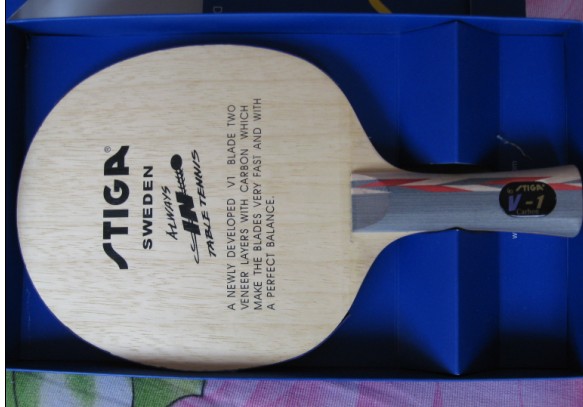 STIGA®
SWEDEN
ALWAYS
IN
TABLE TENNIS
A NEWLY DEVELOPED V1 BLADE TWO
VENEER LAYERS WITH CARBON WHICH
MAKE THE BLADES VERY FAST AND WITH
A PERFECT BALANCE.
STIGA
V-1
Carbon